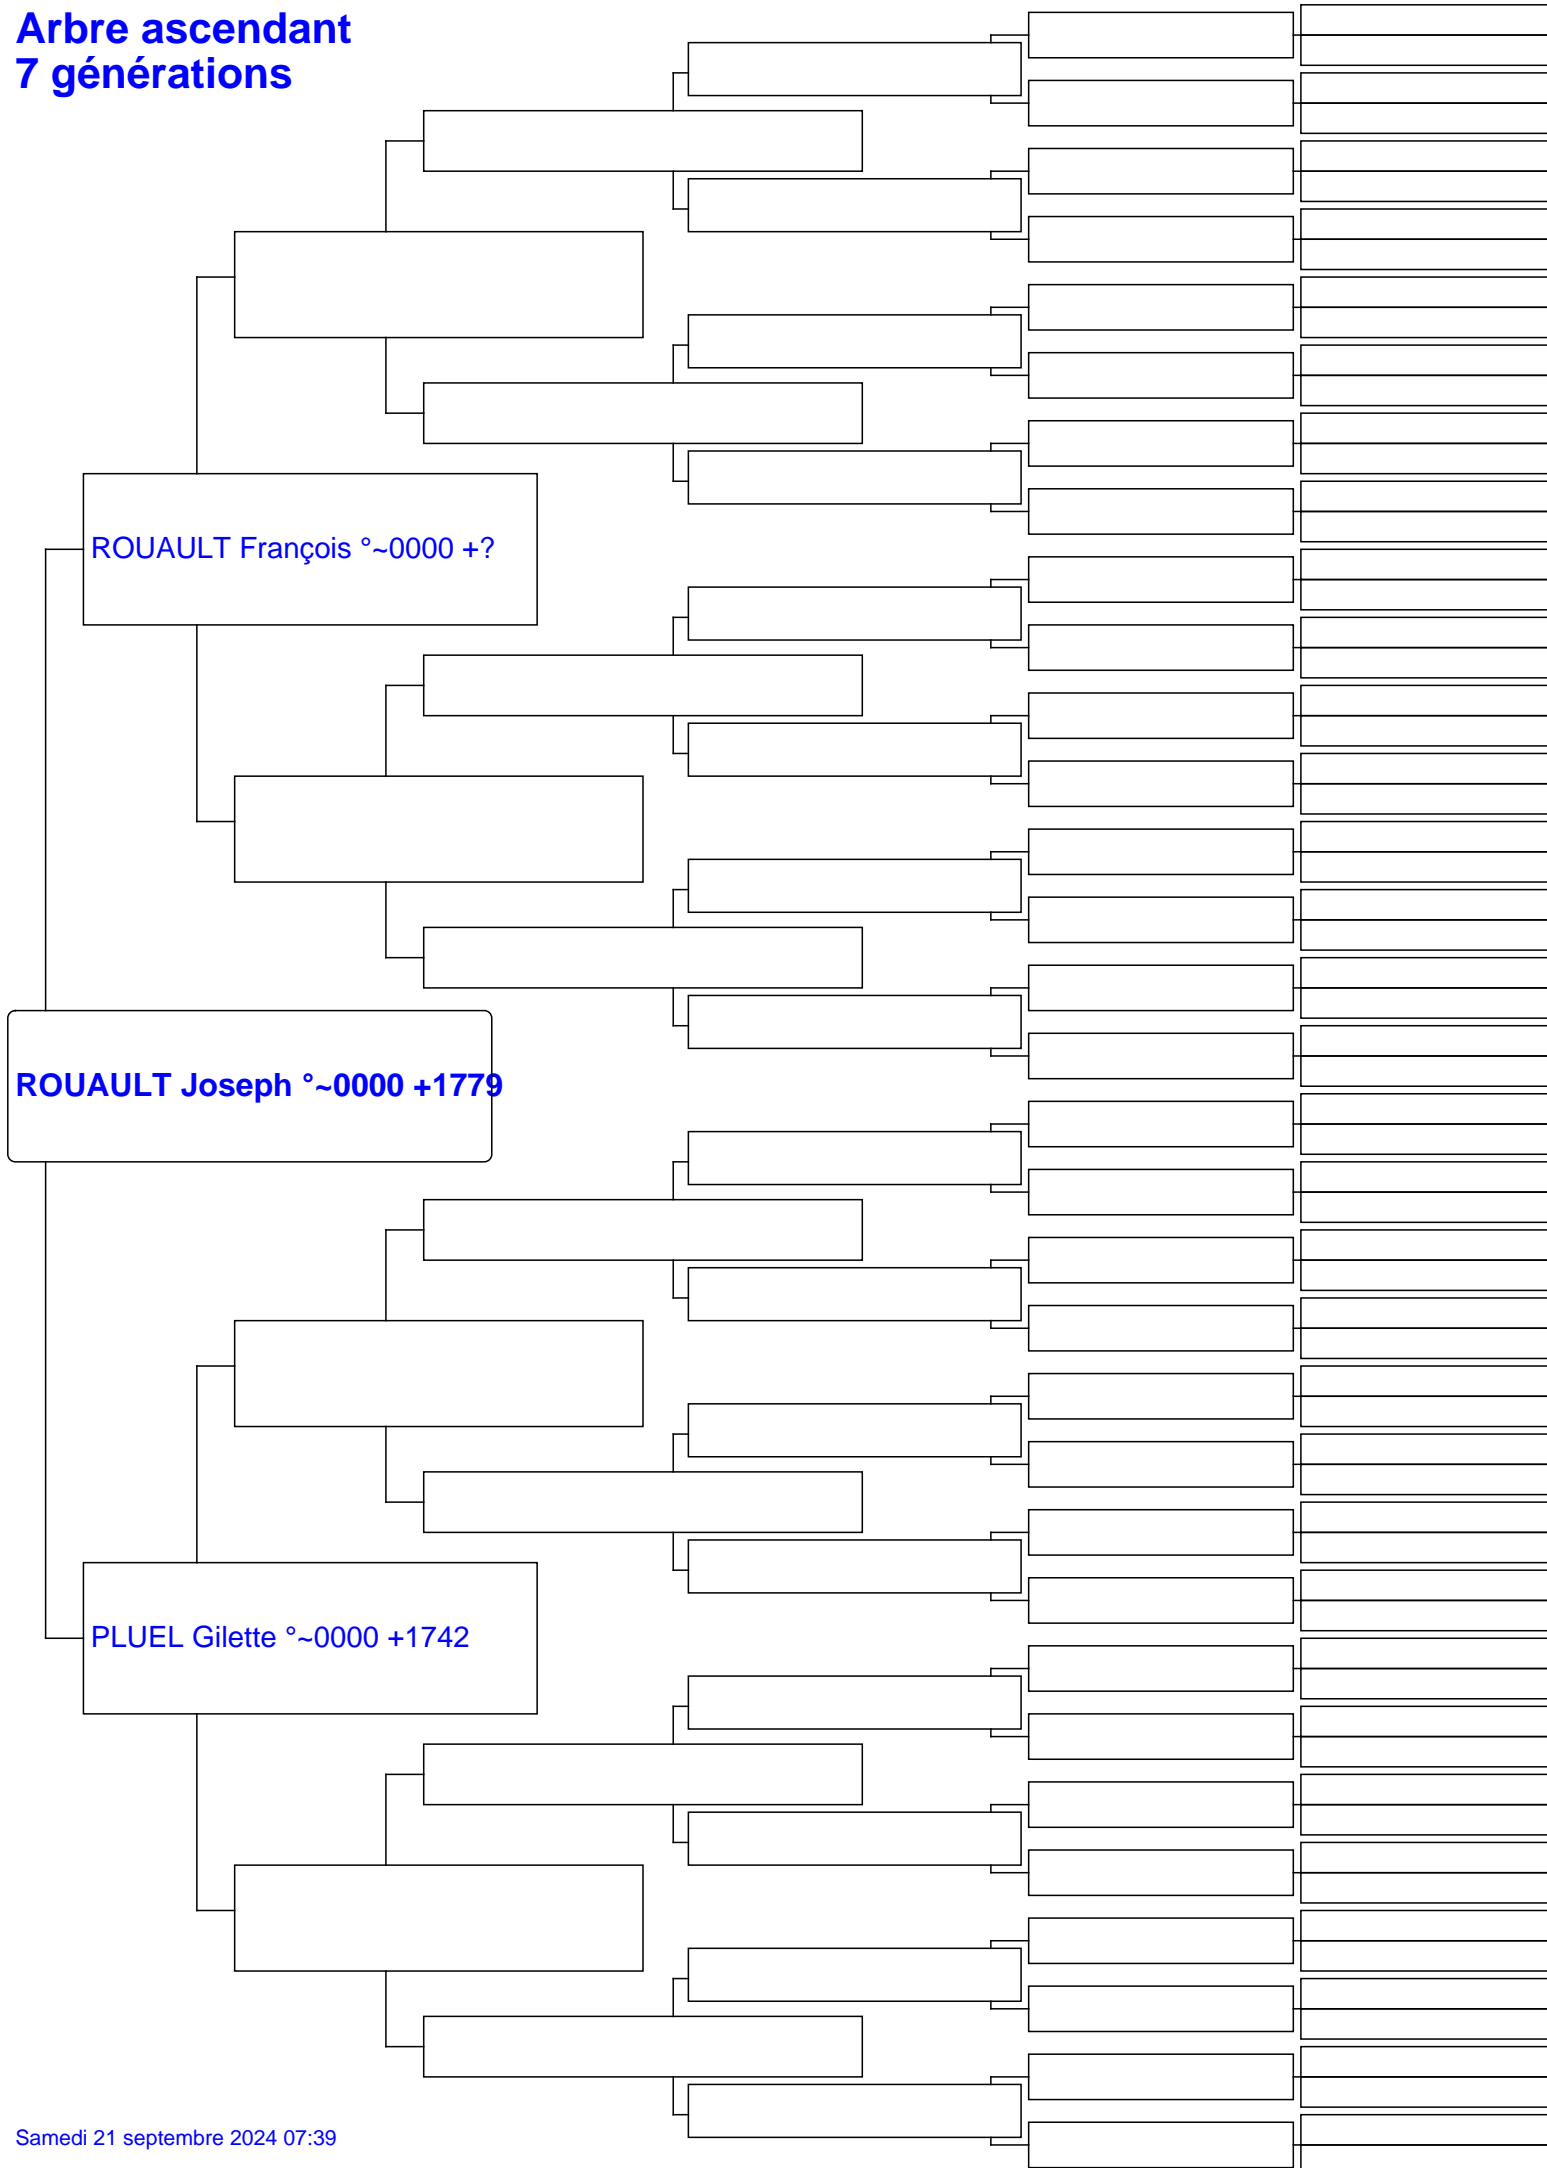 Arbre ascendant
7 générations
ROUAULT François °~0000 +?
ROUAULT Joseph °~0000 +1779
PLUEL Gilette °~0000 +1742
Samedi 21 septembre 2024 07:39